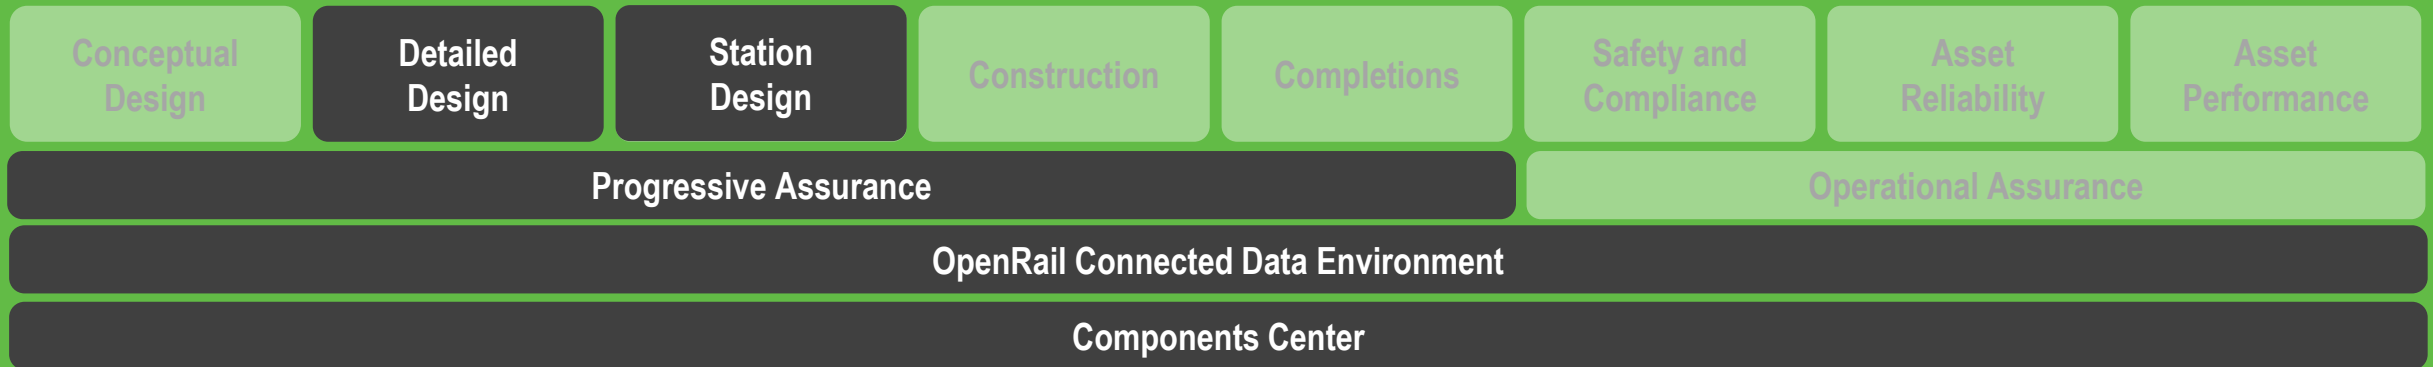 Conceptual
Design
Detailed
Design
Station
Design
Construction
Completions
Safety and
Compliance
Asset
Reliability
Asset
Performance
Progressive Assurance
Operational Assurance
OpenRail Connected Data Environment
Components Center